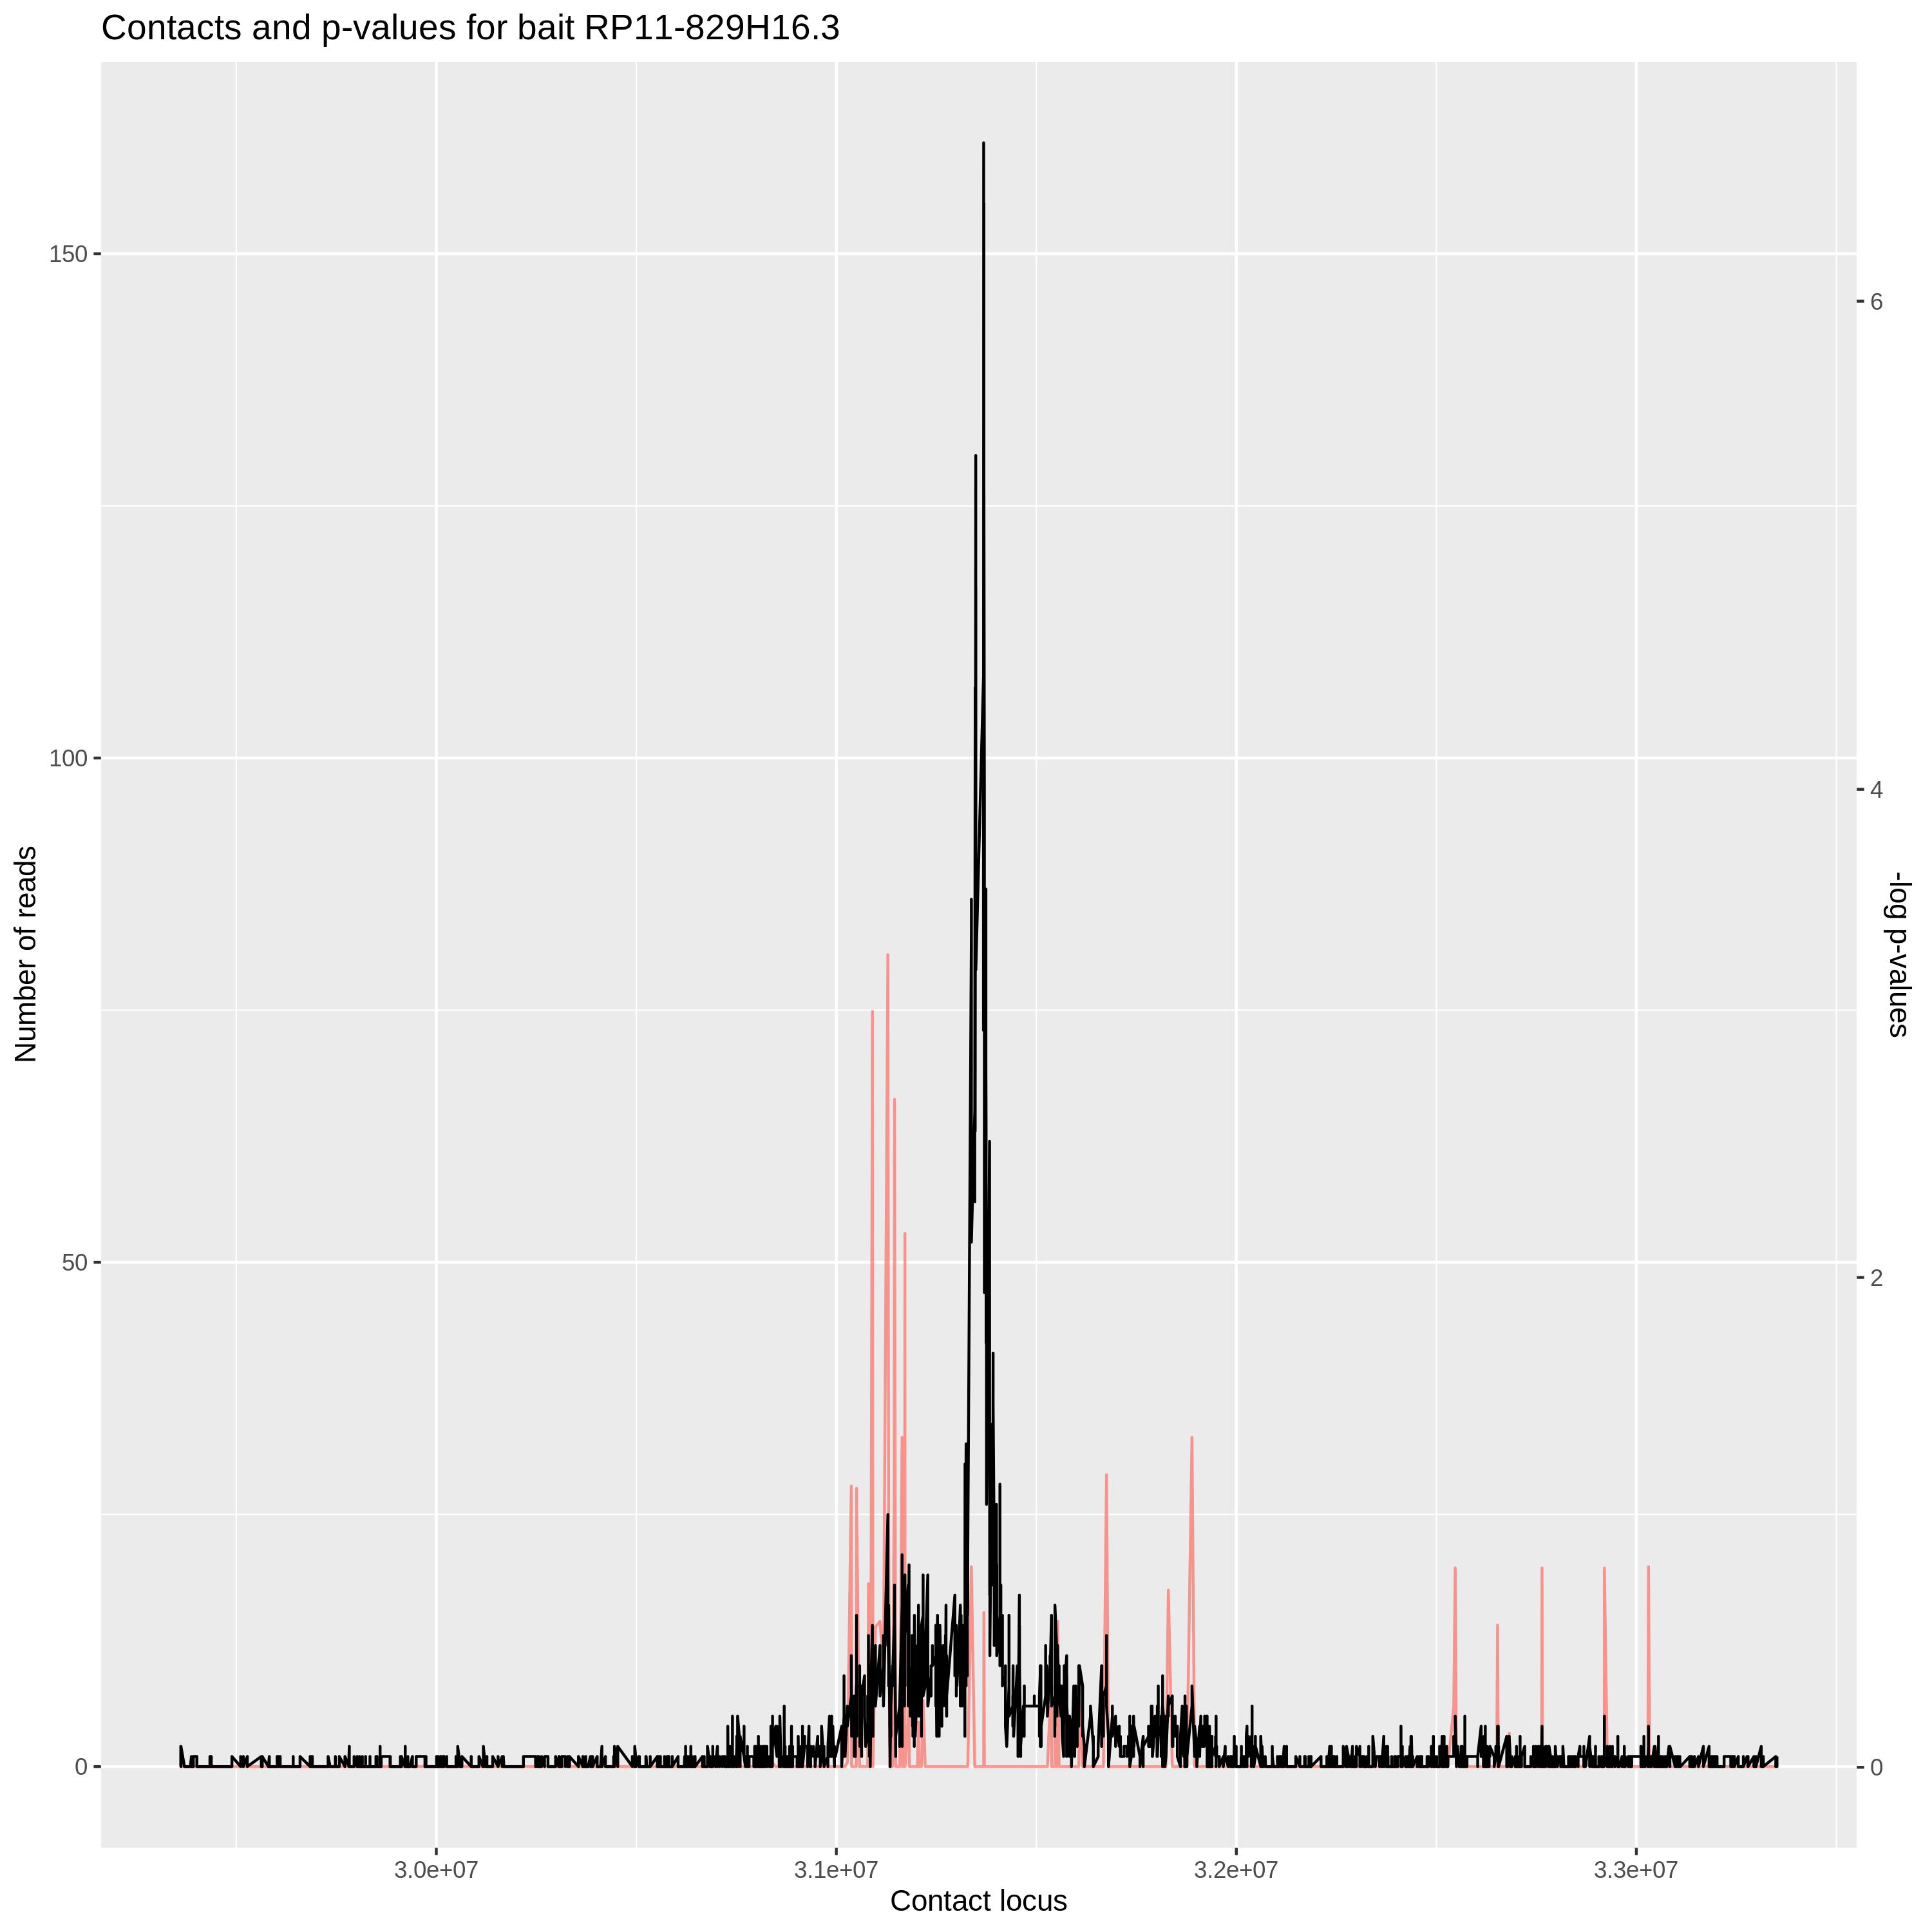 Contacts and p-values for bait RP11-829H16.3
Number of reads
150
100
50
0
6
4
2
0
-log p-values
3.0e+07
3.1e+07
3.2e+07
3.3e+07
Contact locus